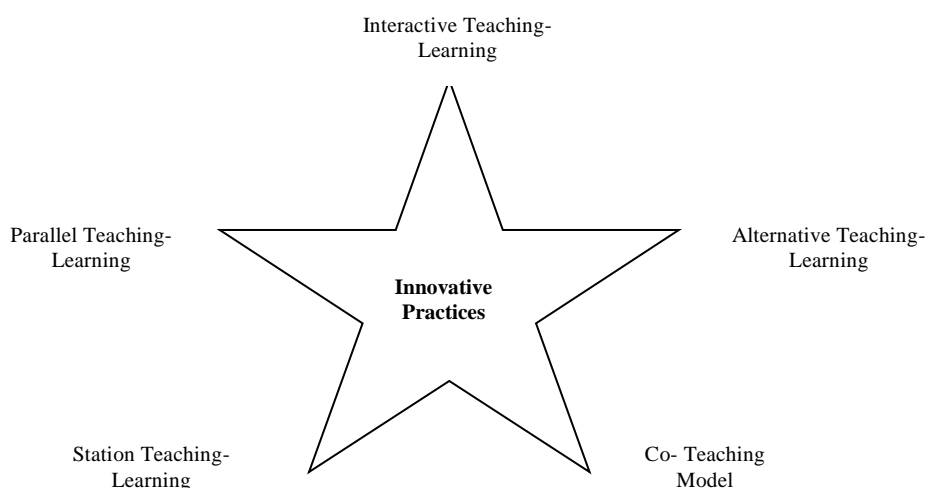 Interactive Teaching-
Learning
Parallel Teaching-
Learning
Alternative Teaching-
Learning
Innovative
Practices
Station Teaching-
Learning
Co- Teaching
Model